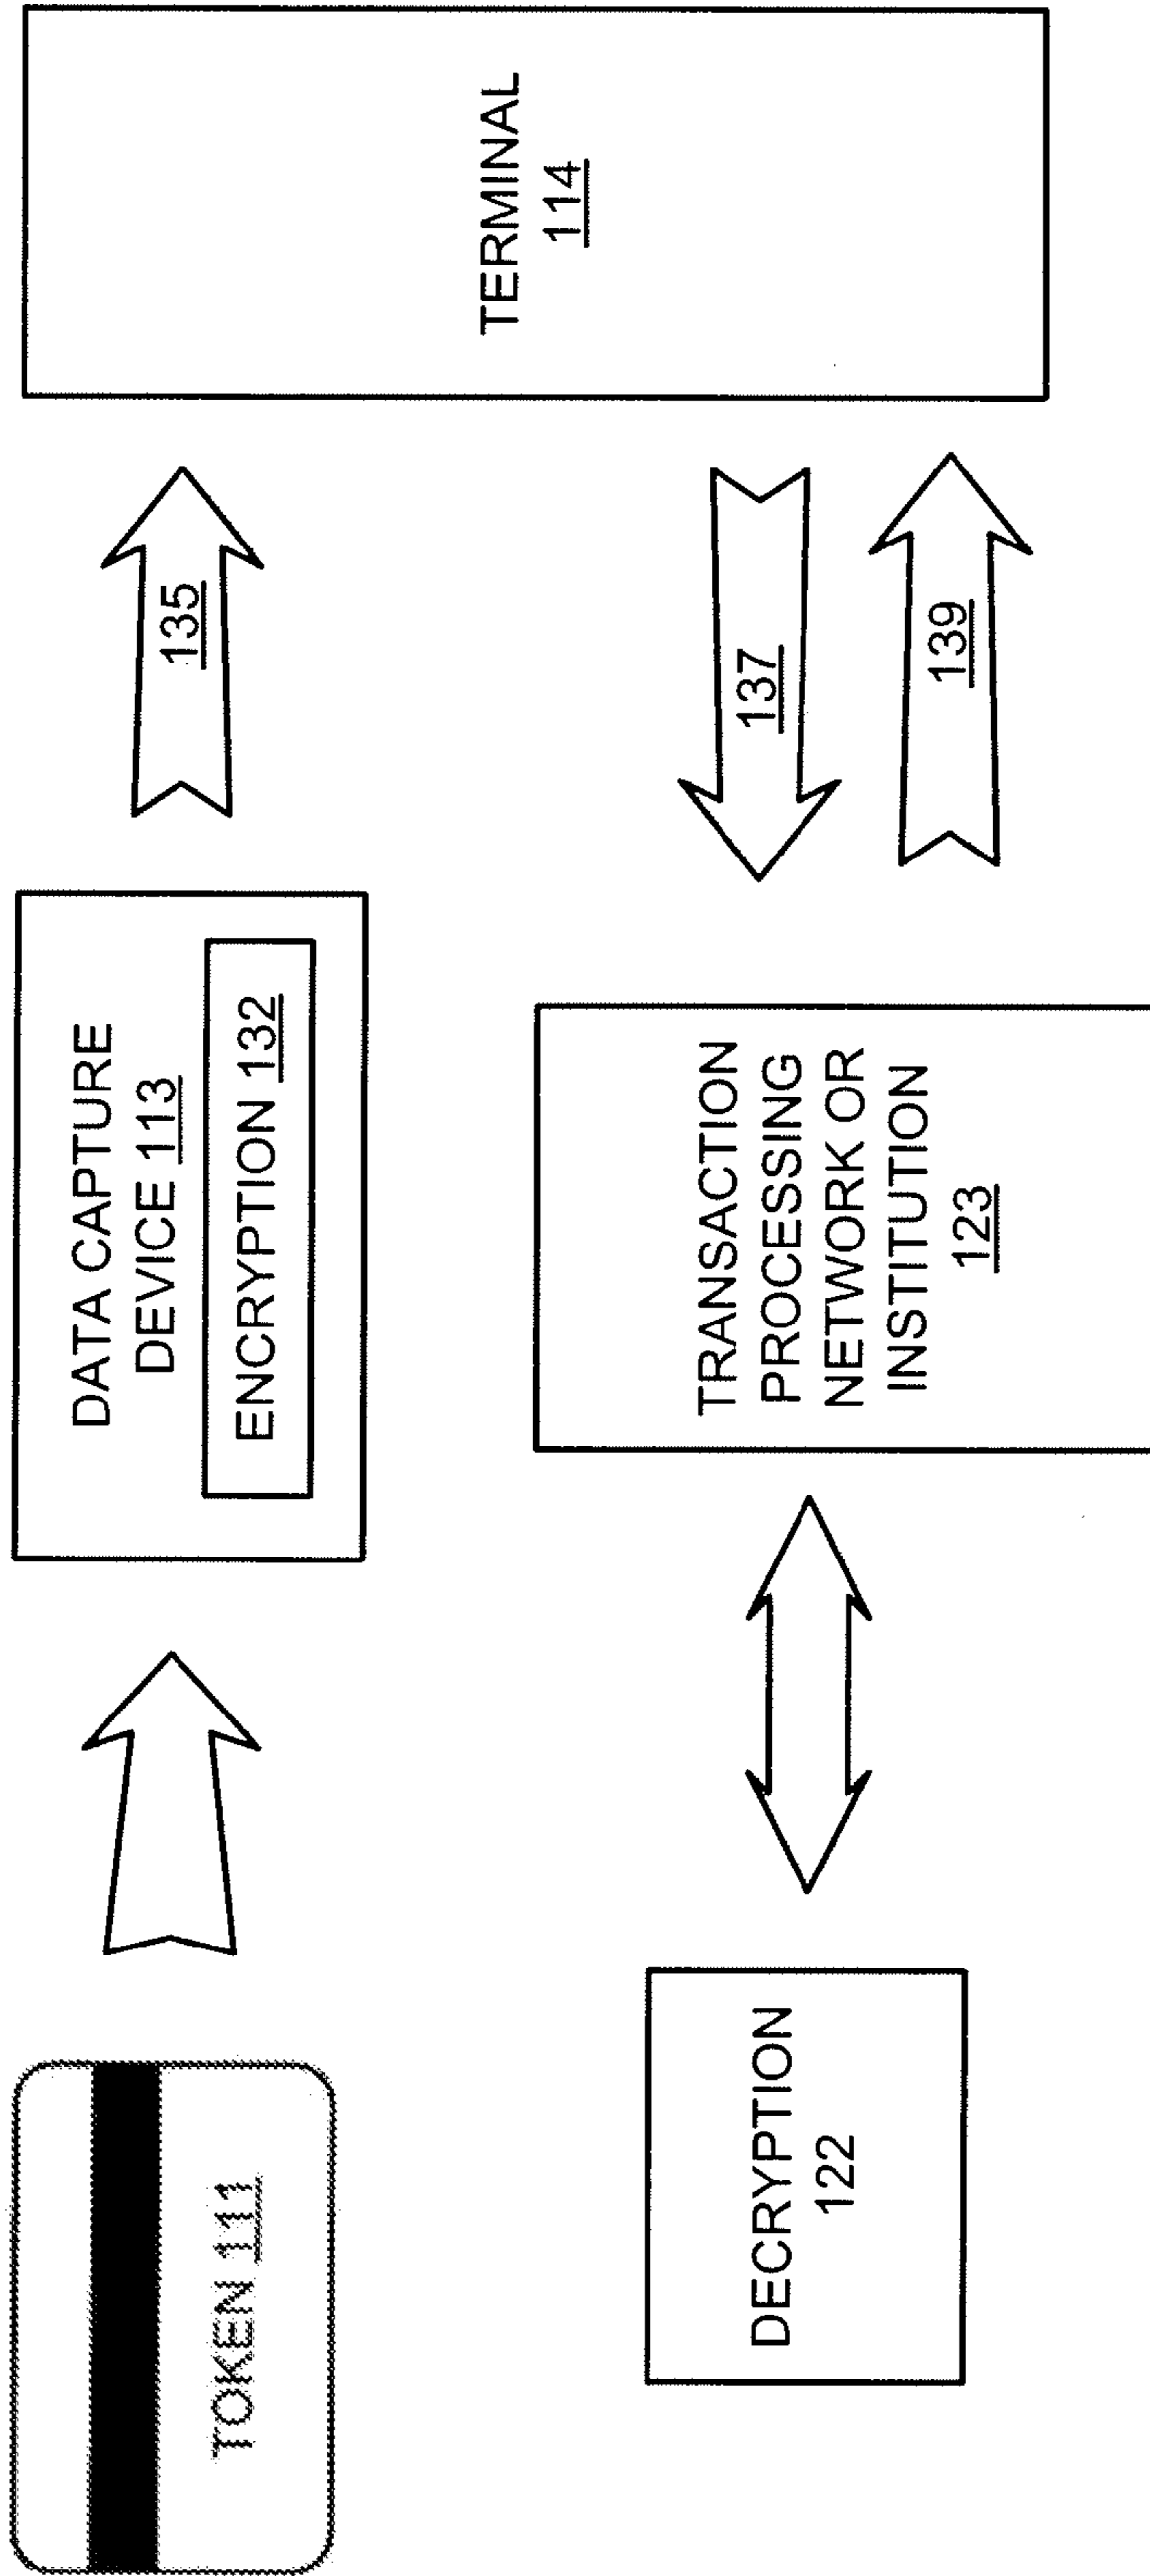 TOKEN 111
DATA CAPTURE
DEVICE 113
ENCRYPTION 132
135
TERMINAL
114
DECRYPTION
122
TRANSACTION
PROCESSING
NETWORK OR
INSTITUTION
123
137
139